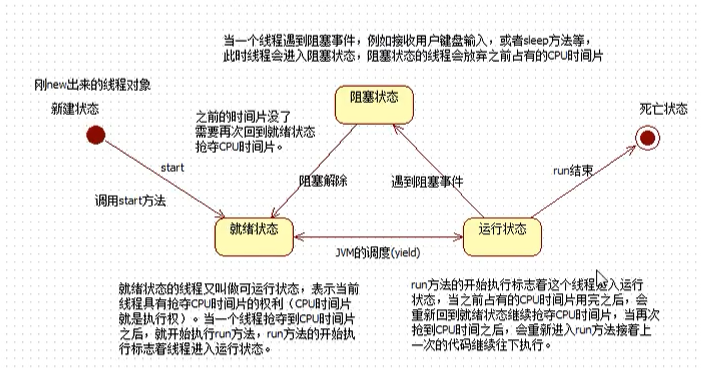 当一个线程遇到阻塞事件，例如接收用户键盘输入，或者sleep方法等，
此时线程会进入阻塞状态，阻塞状态的线程会放弃之前占有的CPU时间片
刚new出来的线程对象
新建状态
阻塞状态
死亡状态
之前的时间片没了
需要再次回到就绪状态
抢夺CPU时间片。
start
run结束
阻塞解除
遇到阻塞事件
调用start方法
就绪状态
运行状态
JVM的调度(yield)
就绪状态的线程又叫做可运行状态，表示当前
线程具有抢夺CPU时间片的权利（CPU时间片
就是执行权）。当一个线程抢夺到CPU时间片
之后，就开始执行run方法，run方法的开始执
行标志着线程进入运行状态。
run方法的开始执行标志着这个线程进入运行
状态，当之前占有的CPU时间片用完之后，会
重新回到就绪状态继续抢夺CPU时间片，当再次
抢到CPU时间之后，会重新进入run方法接着上
一次的代码继续往下执行。